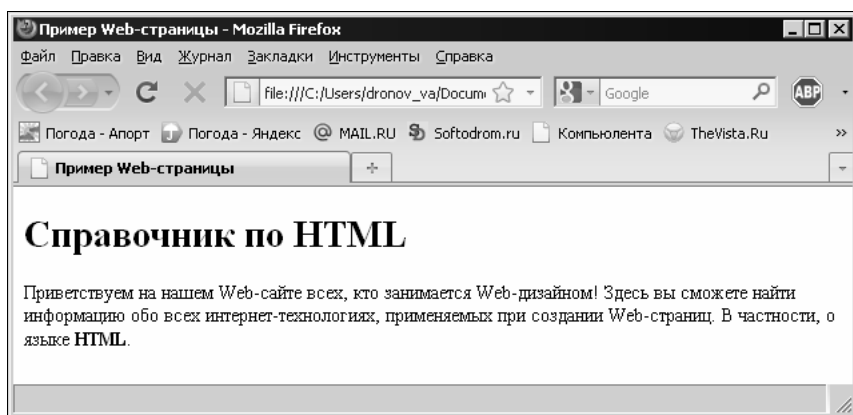 Пример Web-страницы - Mozilla Firefox
Файл Правка Вид Журнал Закладки Инструменты Справка
file:///C:/Users/dronov_va/Docum Google ABP
Погода - Апорт Погода - Яндекс @ MAIL.RU Softodrom.ru Компьюлента TheVista.Ru »
Пример Web-страницы
Справочник по HTML
Приветствуем на нашем Web-сайте всех, кто занимается Web-дизайном! Здесь вы сможете найти
информацию обо всех интернет-технологиях, применяемых при создании Web-страниц. В частности, о
языке HTML.